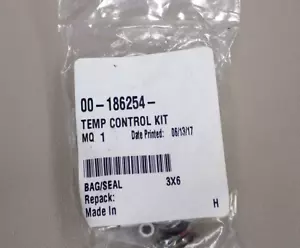 00-186254-
TEMP CONTROL KIT
MQ 1 Date Printed: 06/13/17
BAG/SEAL 3X6
Repack:
Made In H